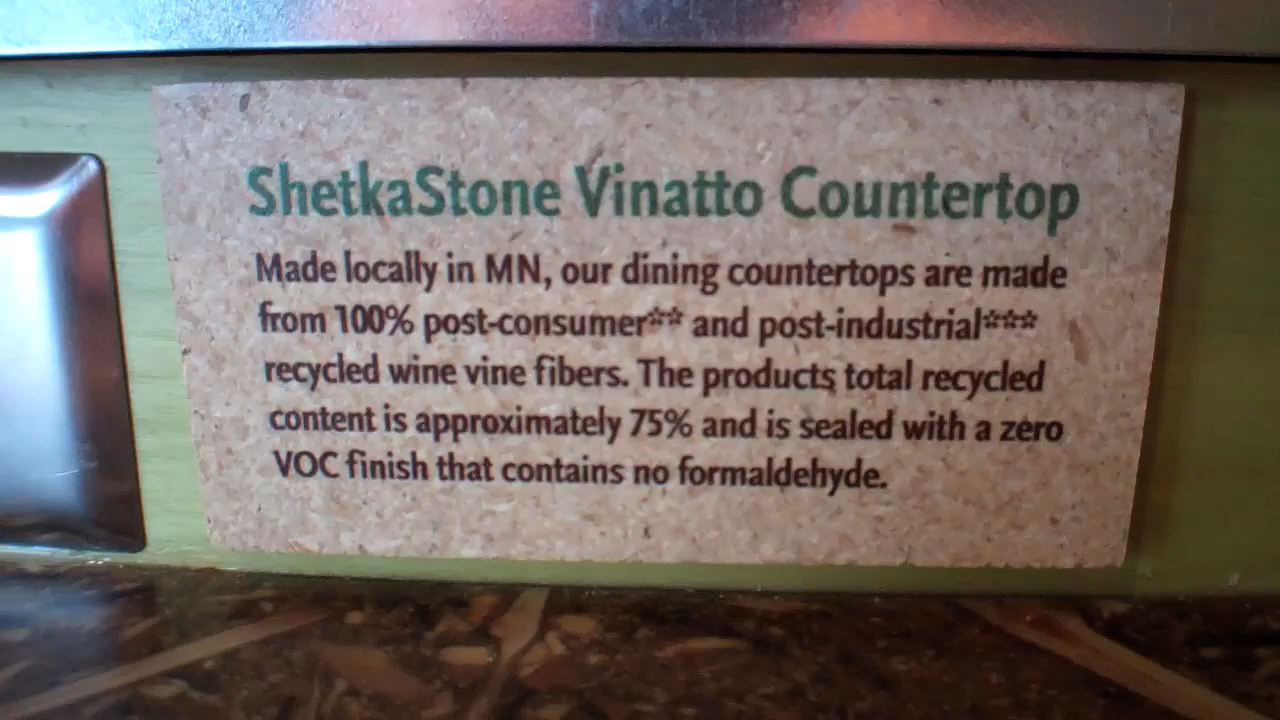 ShetkaStone Vinatto Countertop
Made locally in MN, our dining countertops are made
from 100% post-consumer** and post-industrial***
recycled wine vine fibers. The products total recycled
content is approximately 75% and is sealed with a zero
VOC finish that contains no formaldehyde.